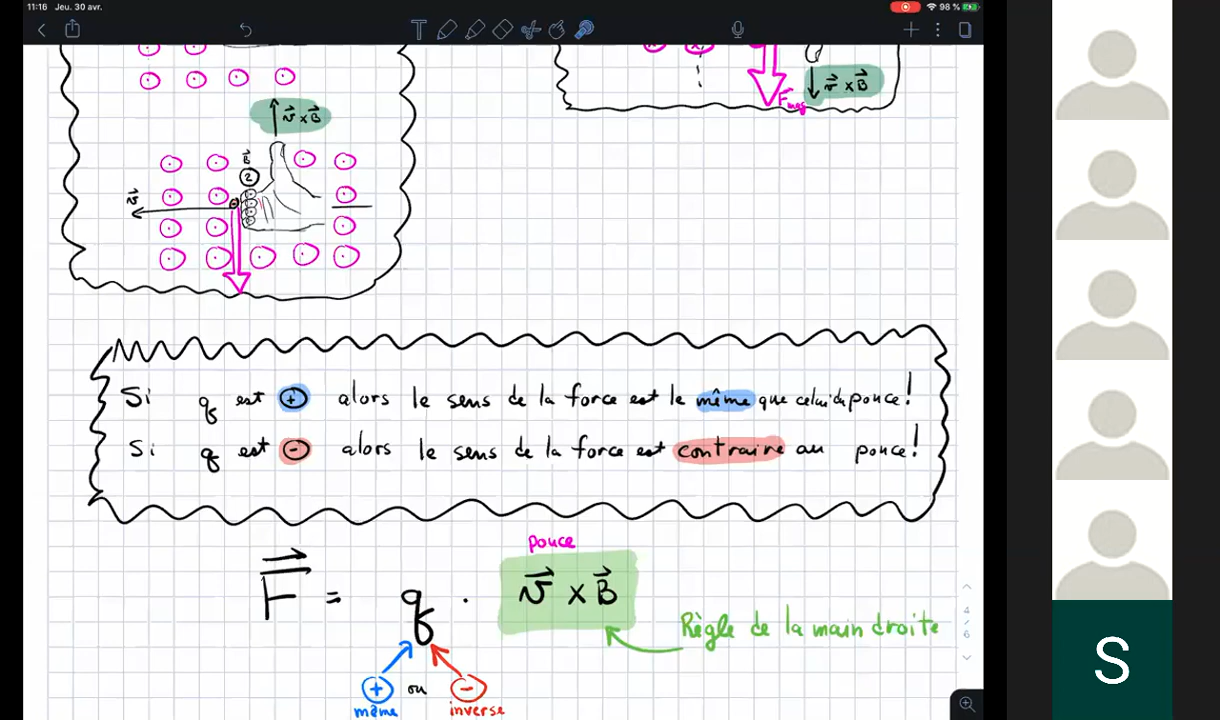 11:16 Jeu. 30 avr.
98 %
v x B
F mag
v x B
B
2
v
Si q est + alors le sens de la force est le même que celui du pouce!
Si q est - alors le sens de la force est contraire au pouce!
pouce
F = q . v x B
Règle de la main droite
+ ou -
même inverse
4/6
S